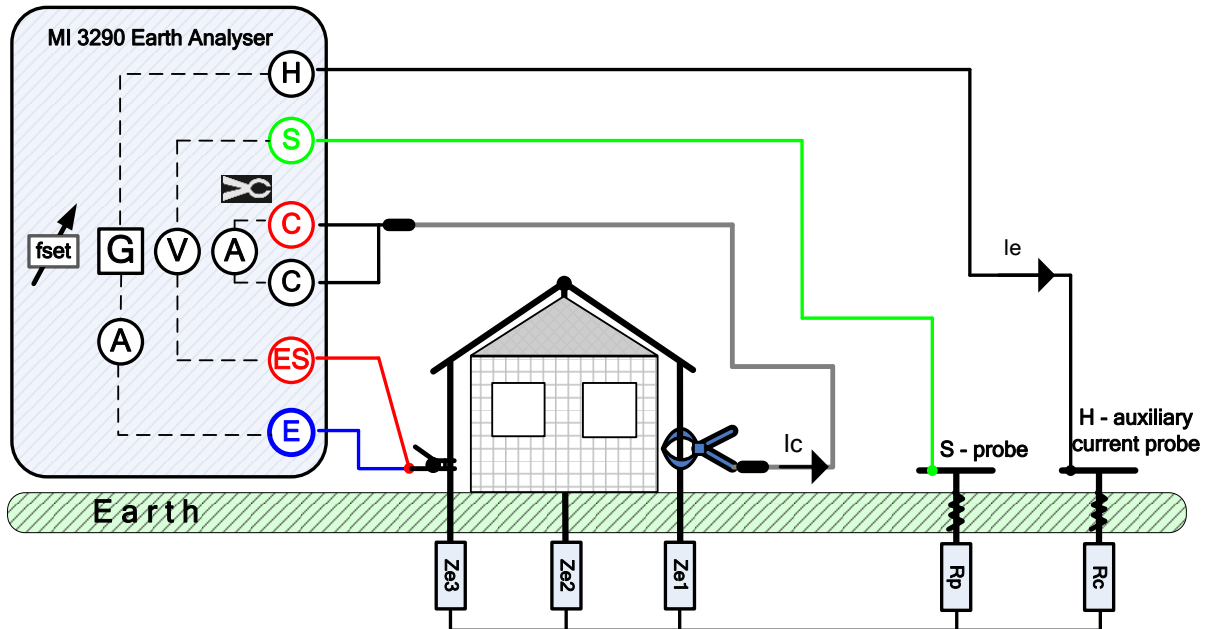 MI 3290 Earth Analyser
H
S
C
fset
G
V
A
C
Ie
A
ES
E
Ic
H - auxiliary
current probe
S - probe
Earth
Ze3
Ze2
Ze1
Rp
Rc